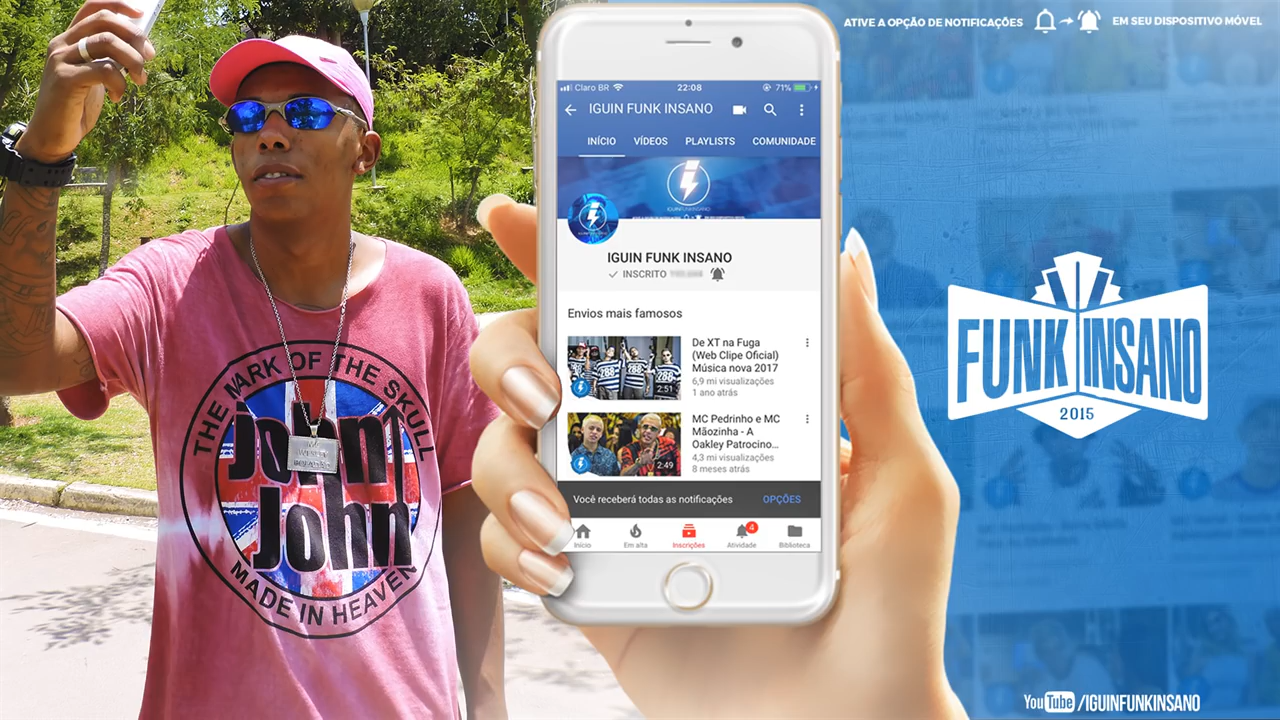 ATIVE A OPÇÃO DE NOTIFICAÇÕES
EM SEU DISPOSITIVO MÓVEL
THE MARK OF THE SKULL
John
John
MADE IN HEAVEN
Claro BR
22:08
71%
IGUIN FUNK INSANO
INÍCIO
VÍDEOS
PLAYLISTS
COMUNIDADE
IGUIN FUNK INSANO
INSCRITO
Envios mais famosos
De XT na Fuga
(Web Clipe Oficial)
Música nova 2017
6,9 mi visualizações
1 ano atrás
2:51
MC Pedrinho e MC
Mãozinha - A
Oakley Patrocino…
4,3 mi visualizações
8 meses atrás
2:49
Você receberá todas as notificações
OPÇÕES
4
Início
Em alta
Inscrições
Atividade
Biblioteca
FUNK INSANO
2015
YouTube/IGUINFUNKINSANO